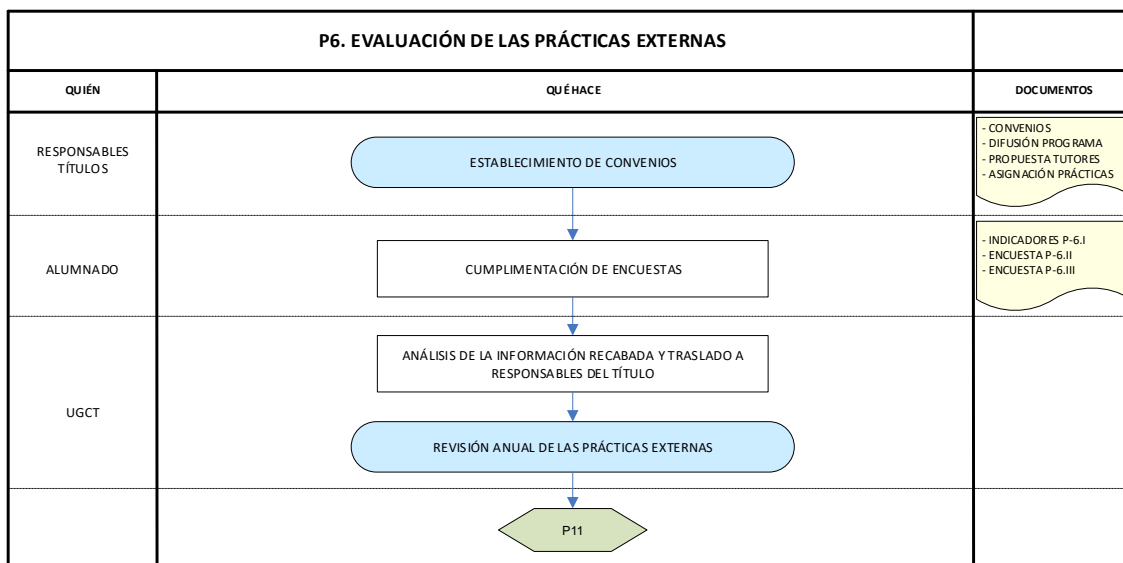 P6. EVALUACIÓN DE LAS PRÁCTICAS EXTERNAS
QUIÉN
QUÉ HACE
DOCUMENTOS
RESPONSABLES
TÍTULOS
ESTABLECIMIENTO DE CONVENIOS
- CONVENIOS
- DIFUSIÓN PROGRAMA
- PROPUESTA TUTORES
- ASIGNACIÓN PRÁCTICAS
ALUMNADO
CUMPLIMENTACIÓN DE ENCUESTAS
- INDICADORES P-6.I
- ENCUESTA P-6.II
- ENCUESTA P-6.III
UGCT
ANÁLISIS DE LA INFORMACIÓN RECABADA Y TRASLADO A
RESPONSABLES DEL TÍTULO
REVISIÓN ANUAL DE LAS PRÁCTICAS EXTERNAS
P11